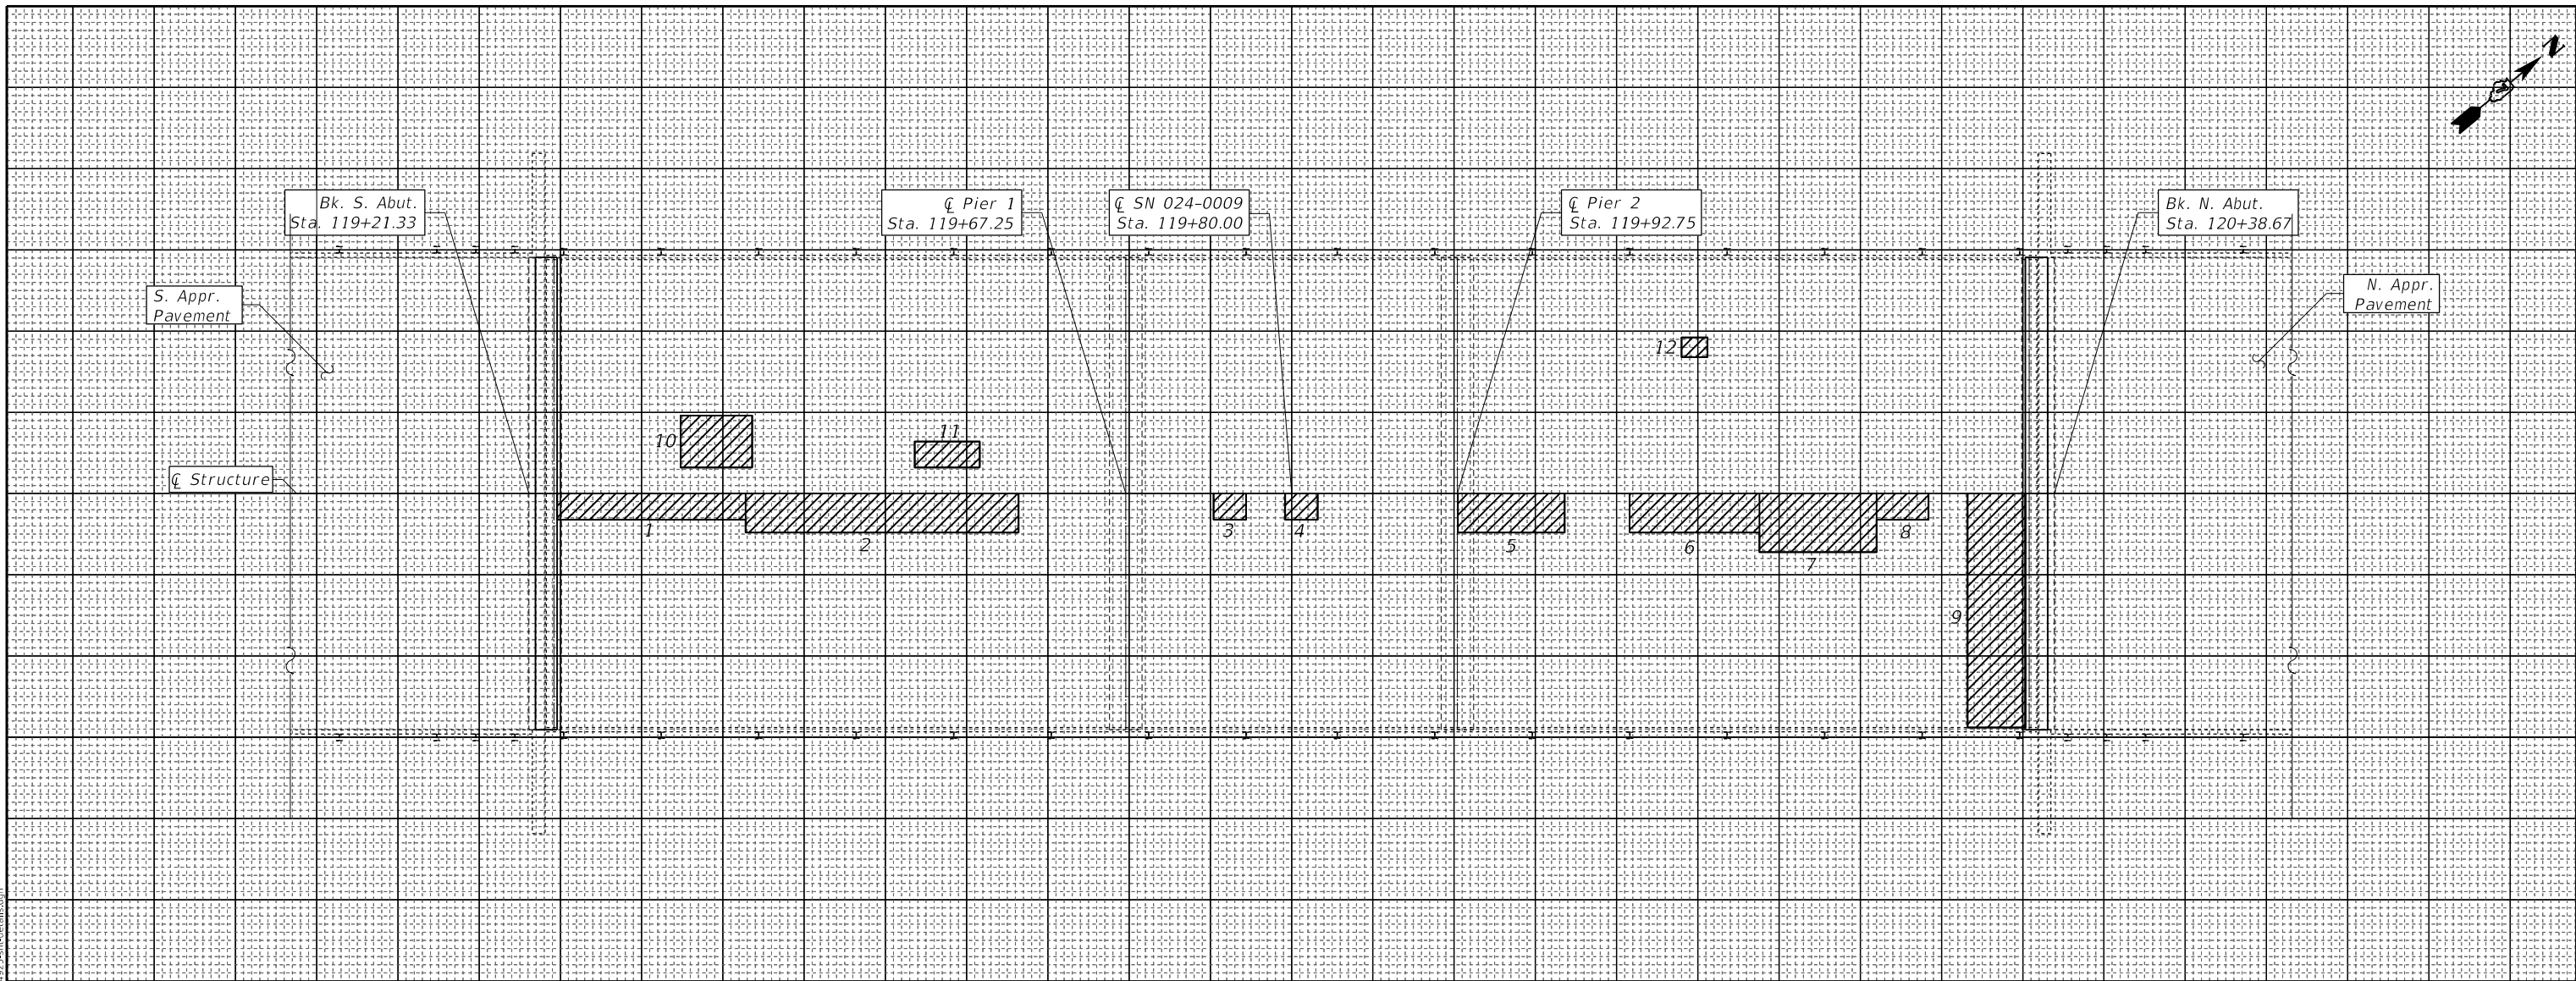 N
Bk. S. Abut.
Sta. 119+21.33
℄ Pier 1
Sta. 119+67.25
℄ SN 024-0009
Sta. 119+80.00
℄ Pier 2
Sta. 119+92.75
Bk. N. Abut.
Sta. 120+38.67
S. Appr.
Pavement
N. Appr.
Pavement
12
10
11
℄ Structure
1
2
3
4
5
6
7
8
9